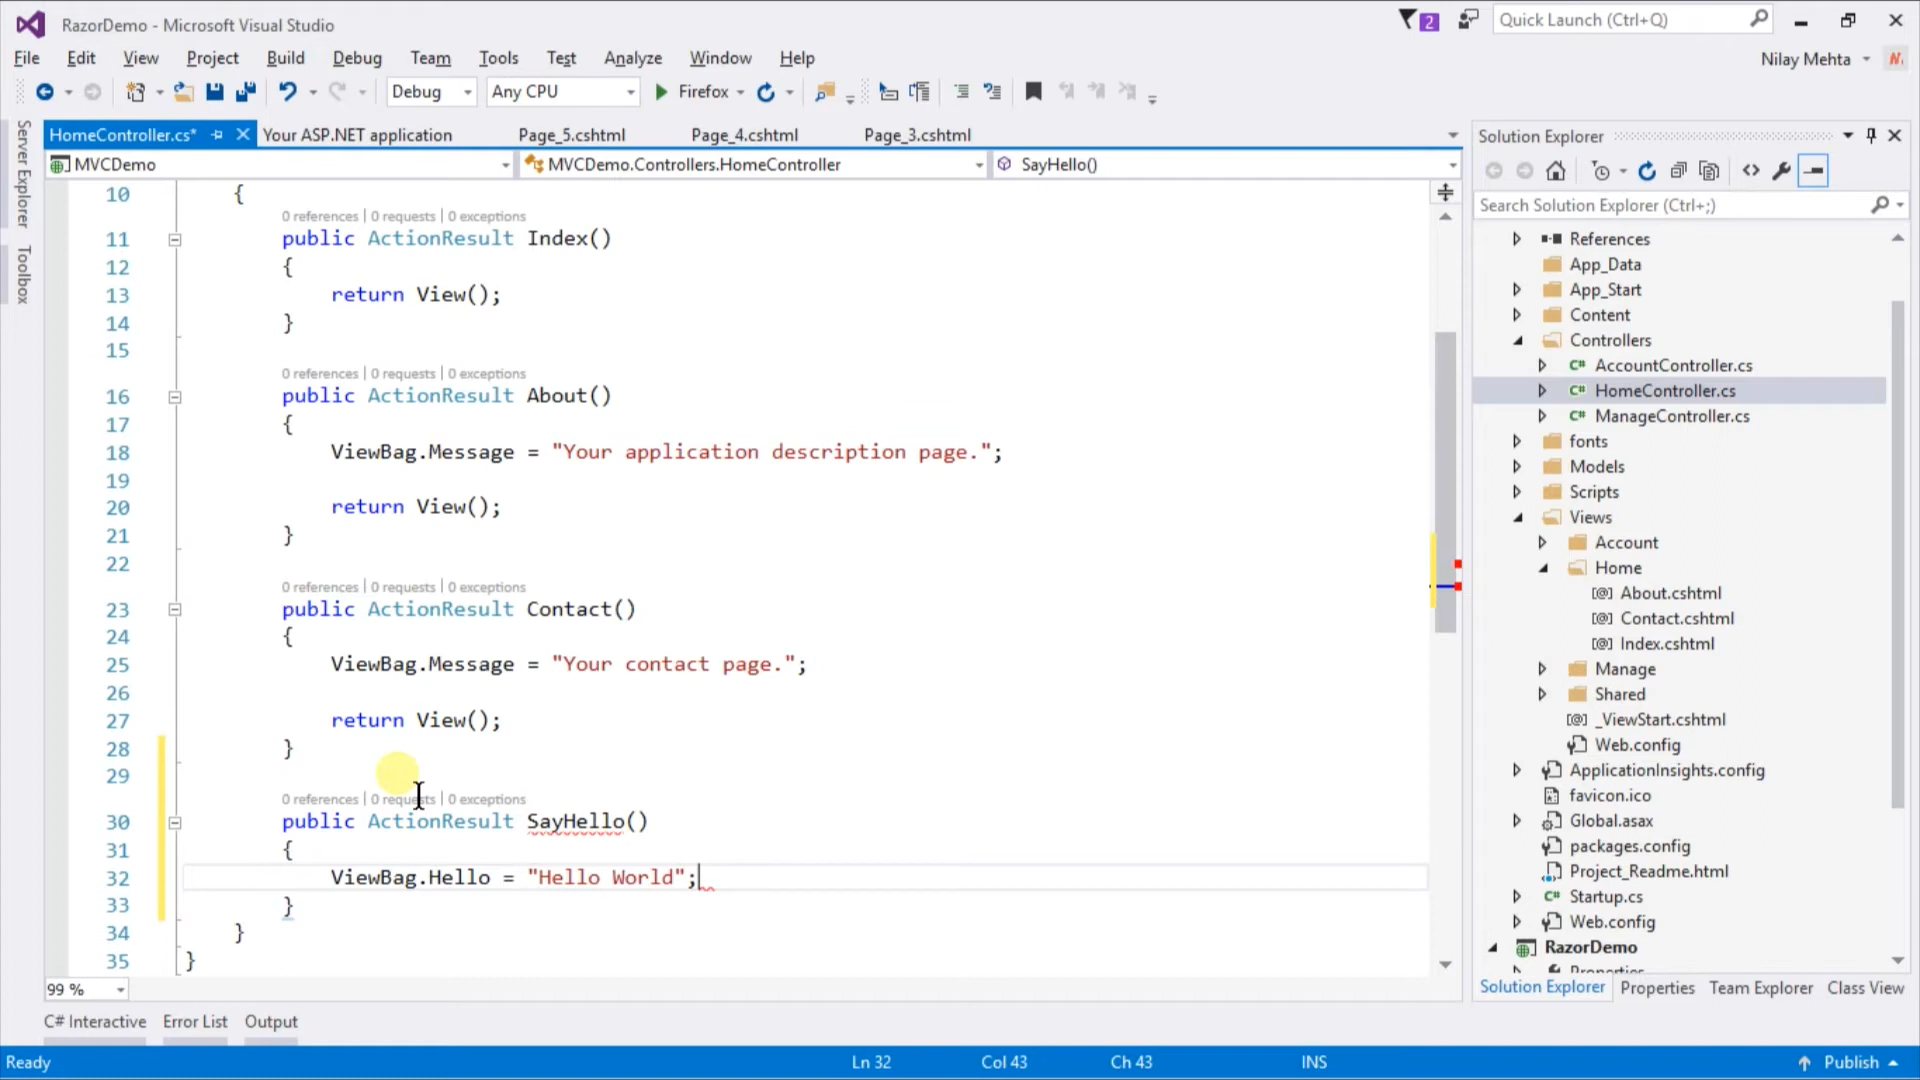 RazorDemo - Microsoft Visual Studio
2
Quick Launch (Ctrl+Q)
File Edit View Project Build Debug Team Tools Test Analyze Window Help
Nilay Mehta
Debug Any CPU Firefox
HomeController.cs* Your ASP.NET application Page_5.cshtml Page_4.cshtml Page_3.cshtml
MVCDemo MVCDemo.Controllers.HomeController SayHello()
Server Explorer
Toolbox
10 {
0 references | 0 requests | 0 exceptions
11 public ActionResult Index()
12 {
13 return View();
14 }
15
0 references | 0 requests | 0 exceptions
16 public ActionResult About()
17 {
18 ViewBag.Message = "Your application description page.";
19
20 return View();
21 }
22
0 references | 0 requests | 0 exceptions
23 public ActionResult Contact()
24 {
25 ViewBag.Message = "Your contact page.";
26
27 return View();
28 }
29
0 references | 0 requests | 0 exceptions
30 public ActionResult SayHello()
31 {
32 ViewBag.Hello = "Hello World";
33 }
34 }
35 }
99 %
C# Interactive Error List Output
Solution Explorer
Search Solution Explorer (Ctrl+;)
References
App_Data
App_Start
Content
Controllers
C# AccountController.cs
C# HomeController.cs
C# ManageController.cs
fonts
Models
Scripts
Views
Account
Home
[@] About.cshtml
[@] Contact.cshtml
[@] Index.cshtml
Manage
Shared
[@] _ViewStart.cshtml
Web.config
ApplicationInsights.config
favicon.ico
Global.asax
packages.config
Project_Readme.html
C# Startup.cs
Web.config
RazorDemo
Properties
Solution Explorer Properties Team Explorer Class View
Ready Ln 32 Col 43 Ch 43 INS Publish